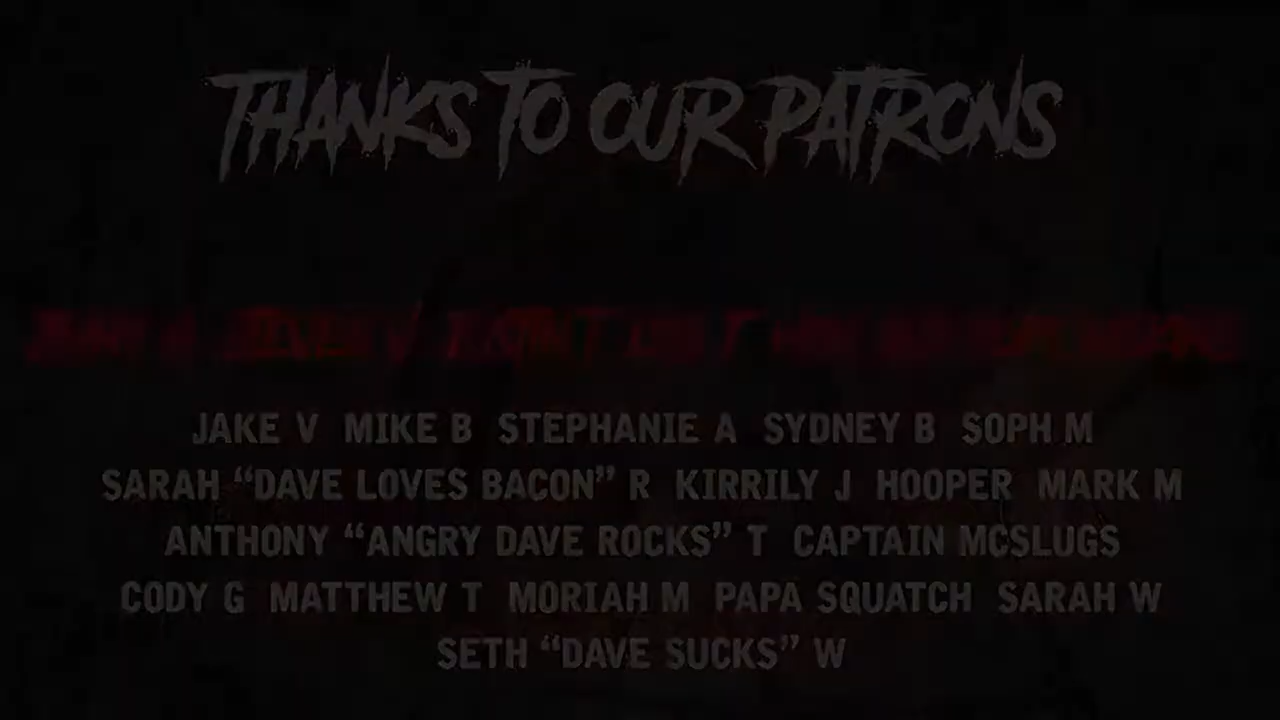 THANKS TO OUR PATRONS
JAKE V MIKE B STEPHANIE A SYDNEY B SOPH M
SARAH “DAVE LOVES BACON” R KIRRILY J HOOPER MARK M
ANTHONY “ANGRY DAVE ROCKS” T CAPTAIN MCSLUGS
CODY G MATTHEW T MORIAH M PAPA SQUATCH SARAH W
SETH “DAVE SUCKS” W